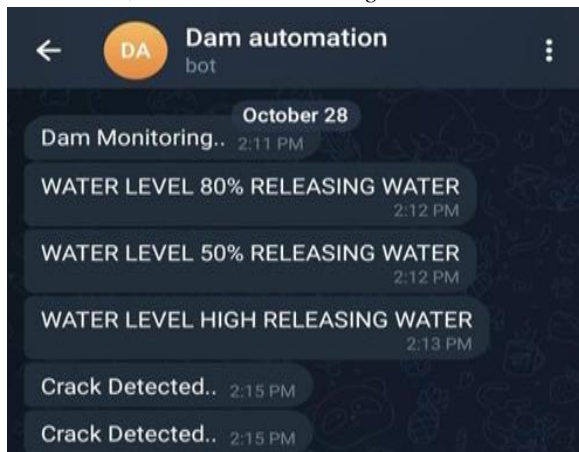 DA
Dam automation
bot
October 28
Dam Monitoring.. 2:11 PM
WATER LEVEL 80% RELEASING WATER
2:12 PM
WATER LEVEL 50% RELEASING WATER
2:12 PM
WATER LEVEL HIGH RELEASING WATER
2:13 PM
Crack Detected.. 2:15 PM
Crack Detected.. 2:15 PM